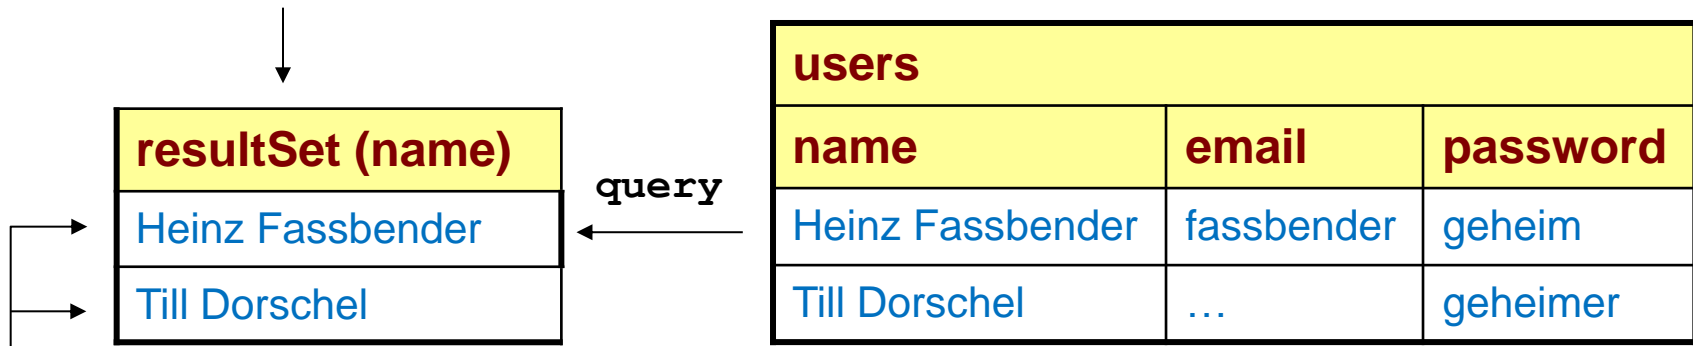 resultSet (name)
Heinz Fassbender
Till Dorschel
query
users
name email password
Heinz Fassbender fassbender geheim
Till Dorschel … geheimer